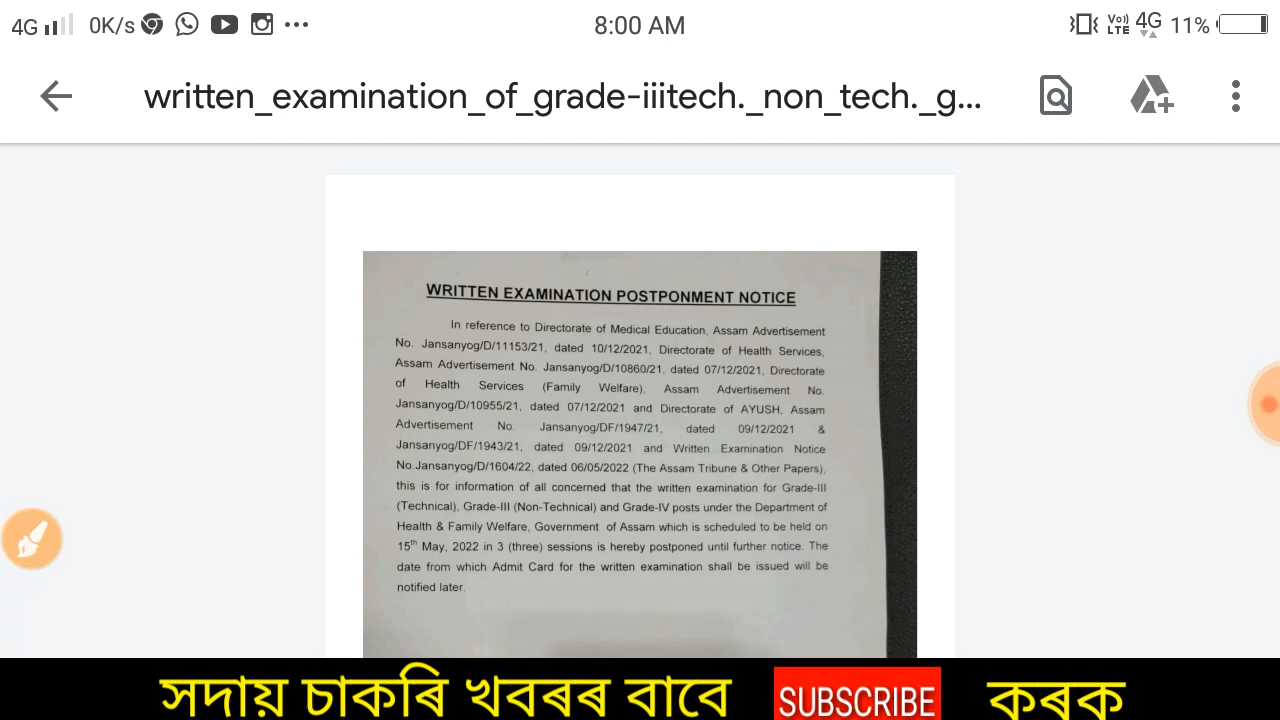 4G 0K/s 8:00 AM Vo) LTE 4G 11%
written_examination_of_grade-iiitech._non_tech._g...
WRITTEN EXAMINATION POSTPONMENT NOTICE
In reference to Directorate of Medical Education, Assam Advertisement
No. Jansanyog/D/11153/21, dated 10/12/2021, Directorate of Health Services,
Assam Advertisement No. Jansanyog/D/10860/21, dated 07/12/2021, Directorate
of Health Services (Family Welfare), Assam Advertisement No.
Jansanyog/D/10955/21, dated 07/12/2021 and Directorate of AYUSH, Assam
Advertisement No. Jansanyog/DF/1947/21, dated 09/12/2021 &
Jansanyog/DF/1943/21, dated 09/12/2021 and Written Examination Notice
No.Jansanyog/D/1604/22, dated 06/05/2022 (The Assam Tribune & Other Papers),
this is for information of all concerned that the written examination for Grade-III
(Technical), Grade-III (Non-Technical) and Grade-IV posts under the Department of
Health & Family Welfare, Government of Assam which is scheduled to be held on
15th May, 2022 in 3 (three) sessions is hereby postponed until further notice. The
date from which Admit Card for the written examination shall be issued will be
notified later.
সদায় চাকৰি খবৰৰ বাবে SUBSCRIBE কৰক